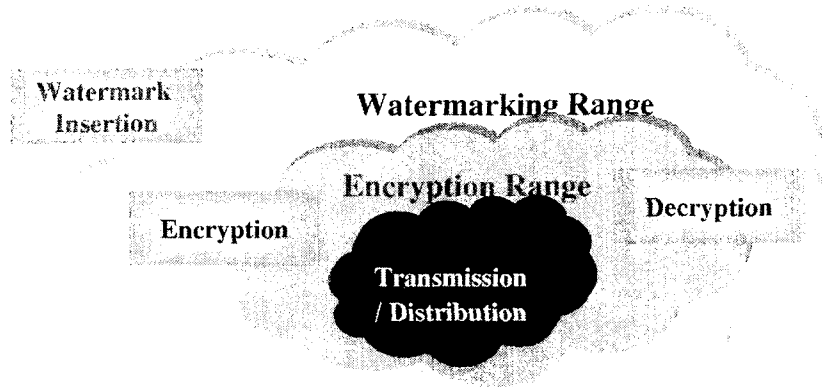 Watermark
Insertion
Watermarking Range
Encryption Range
Encryption
Decryption
Transmission
/ Distribution